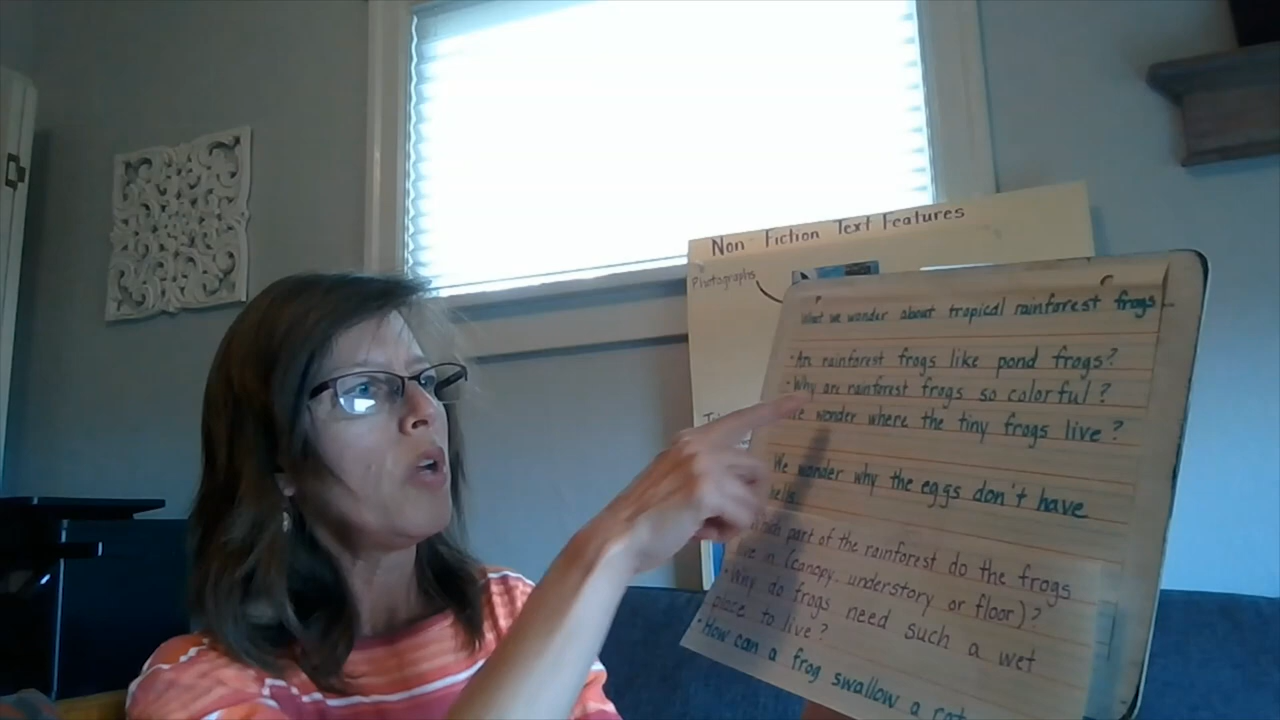 Non Fiction Text Features
Photographs
What we wonder about tropical rainforest frogs
• Are rainforest frogs like pond frogs?
• Why are rainforest frogs so colorful?
we wonder where the tiny frogs live?
We wonder why the eggs don't have
part of the rainforest do the frogs
in (canopy, understory or floor)?
• Why do frogs need such a wet
place to live?
• How can a frog swallow a